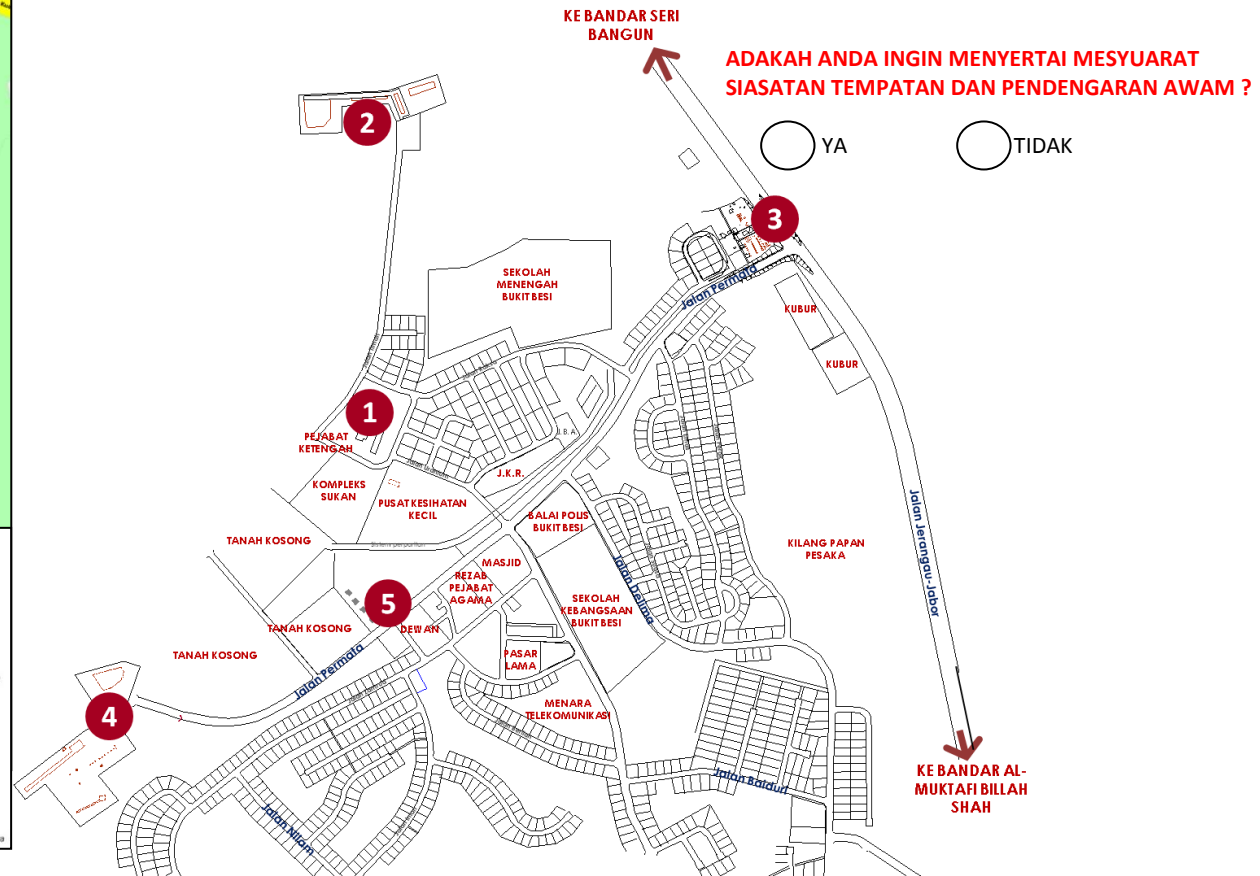 KE BANDAR SERI
BANGUN
ADAKAH ANDA INGIN MENYERTAI MESYUARAT
SIASATAN TEMPATAN DAN PENDENGARAN AWAM ?
YA
TIDAK
2
3
SEKOLAH
MENENGAH
BUKIT BESI
Jalan Permata
KUBUR
KUBUR
1
PEJABAT
KETENGAH
J.B.A.
J.K.R.
KOMPLEKS
SUKAN
PUSAT KESIHATAN
KECIL
BALAI POLIS
BUKIT BESI
TANAH KOSONG
KILANG PAPAN
PESAKA
Jalan Jerangau-Jabor
MASJID
REZAB
PEJABAT
AGAMA
Jalan Delima
SEKOLAH
KEBANGSAAN
BUKIT BESI
5
DEWAN
TANAH KOSONG
TANAH KOSONG
PASAR
LAMA
Jalan Permata
MENARA
TELEKOMUNIKASI
4
KE BANDAR AL-
MUKTAFI BILLAH
SHAH
Jalan Baiduri
Jalan Nilam